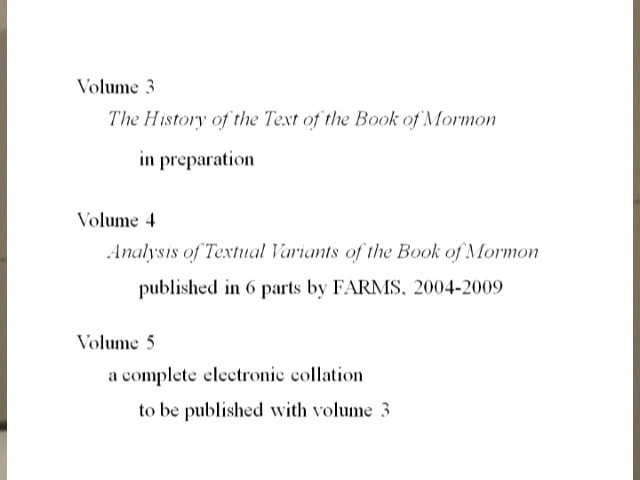 Volume 3
The History of the Text of the Book of Mormon
in preparation
Volume 4
Analysis of Textual Variants of the Book of Mormon
published in 6 parts by FARMS, 2004-2009
Volume 5
a complete electronic collation
to be published with volume 3